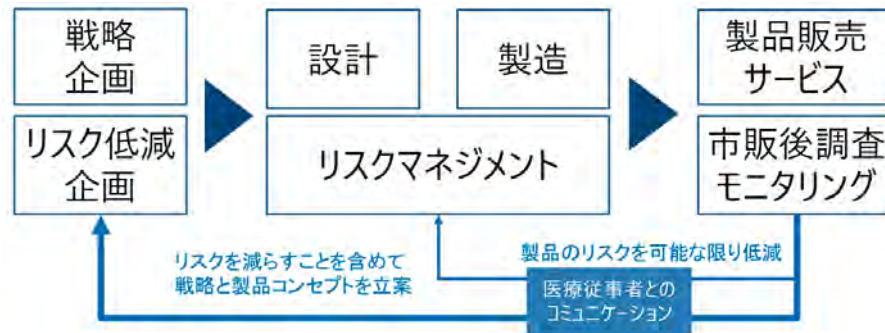 戦略
企画
リスク低減
企画
設計
製造
リスクマネジメント
製品販売
サービス
市販後調査
モニタリング
リスクを減らすことを含めて
戦略と製品コンセプトを立案
製品のリスクを可能な限り低減
医療従事者との
コミュニケーション